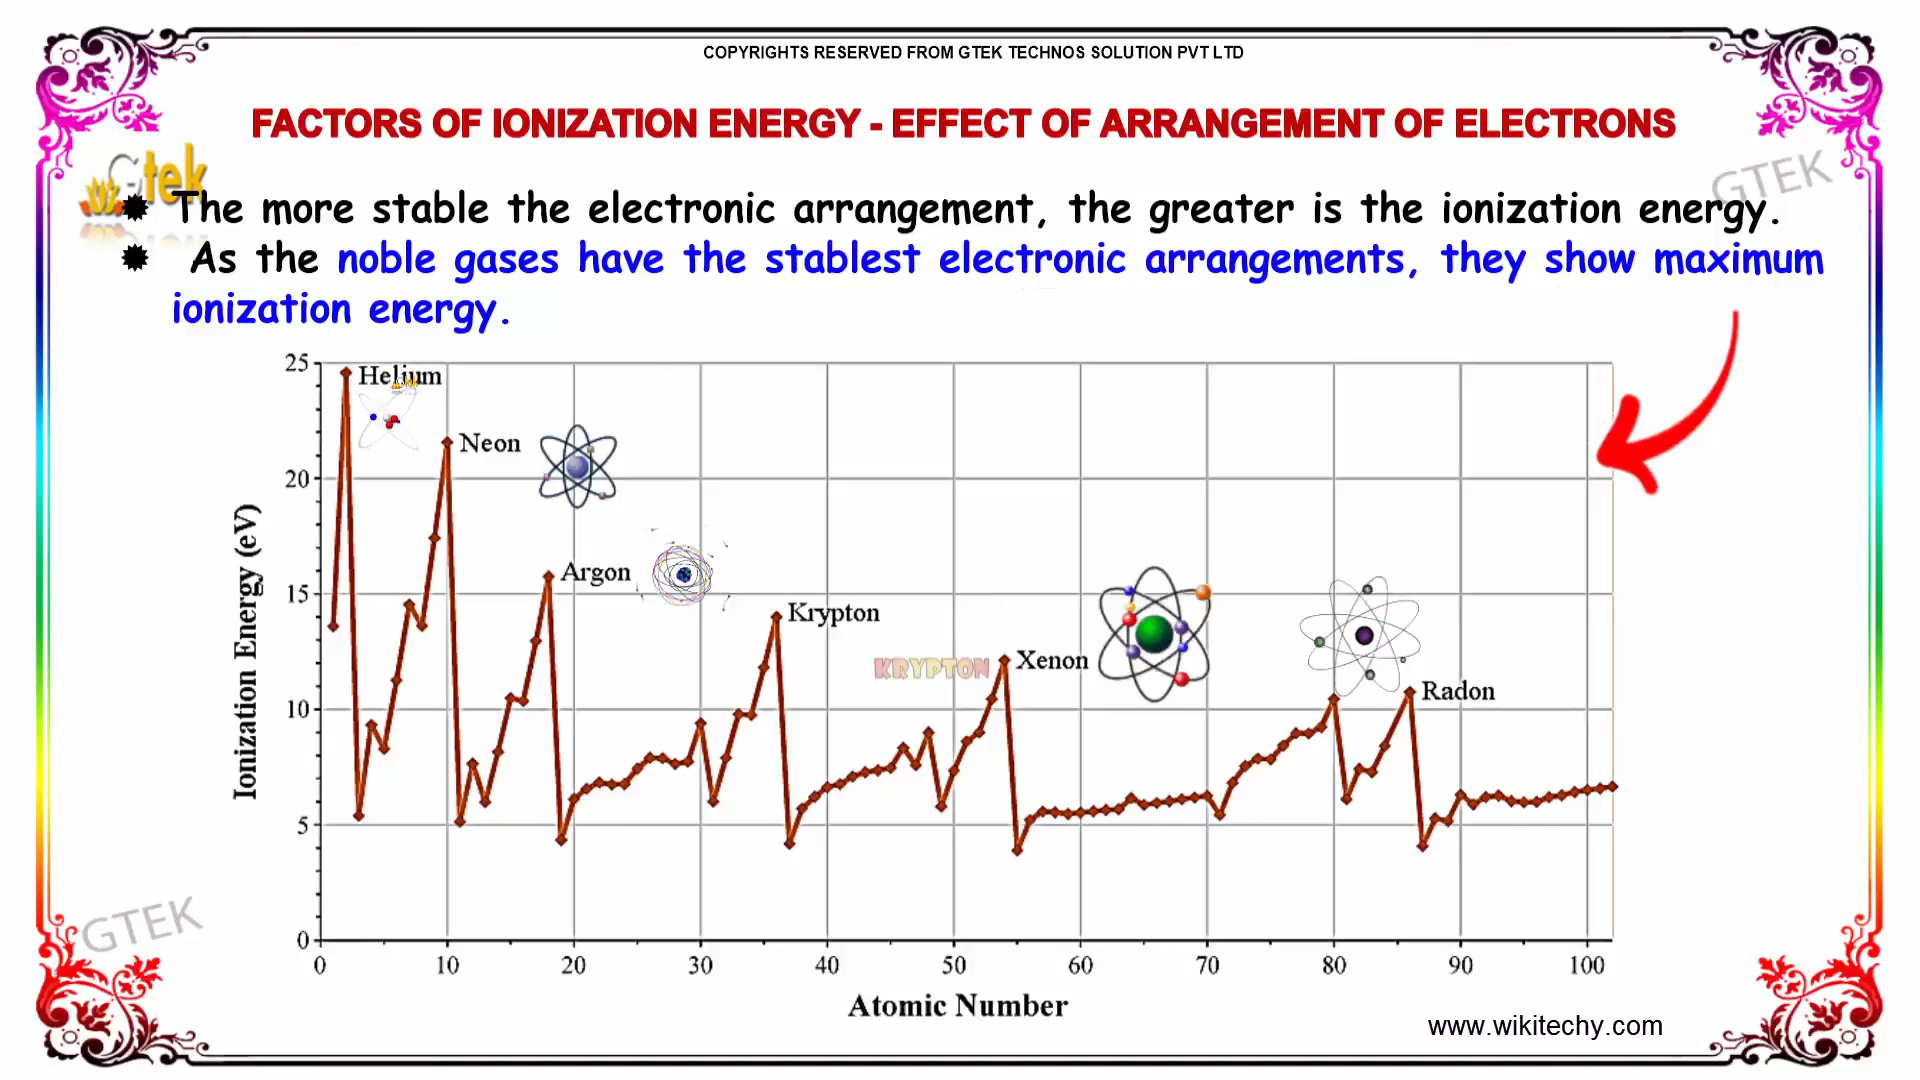 COPYRIGHTS RESERVED FROM GTEK TECHNOS SOLUTION PVT LTD
FACTORS OF IONIZATION ENERGY - EFFECT OF ARRANGEMENT OF ELECTRONS
Gtek
GTEK
The more stable the electronic arrangement, the greater is the ionization energy.
As the noble gases have the stablest electronic arrangements, they show maximum
ionization energy.
25
Helium
Neon
20
Argon
15
Krypton
KRYPTON
Xenon
Radon
10
5
0
Ionization Energy (eV)
0 10 20 30 40 50 60 70 80 90 100
Atomic Number
GTEK
www.wikitechy.com